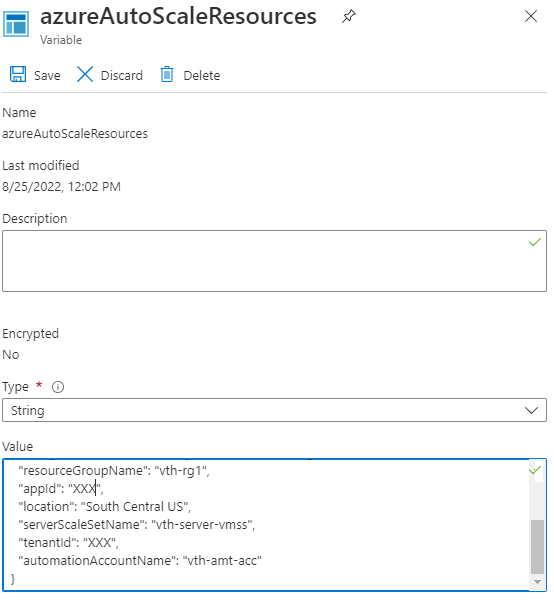 azureAutoScaleResources
Variable
Save Discard Delete
Name
azureAutoScaleResources
Last modified
8/25/2022, 12:02 PM
Description
Encrypted
No
Type *
String
Value
"resourceGroupName": "vth-rg1",
"appId": "XXX",
"location": "South Central US",
"serverScaleSetName": "vth-server-vmss",
"tenantId": "XXX",
"automationAccountName": "vth-amt-acc"
}